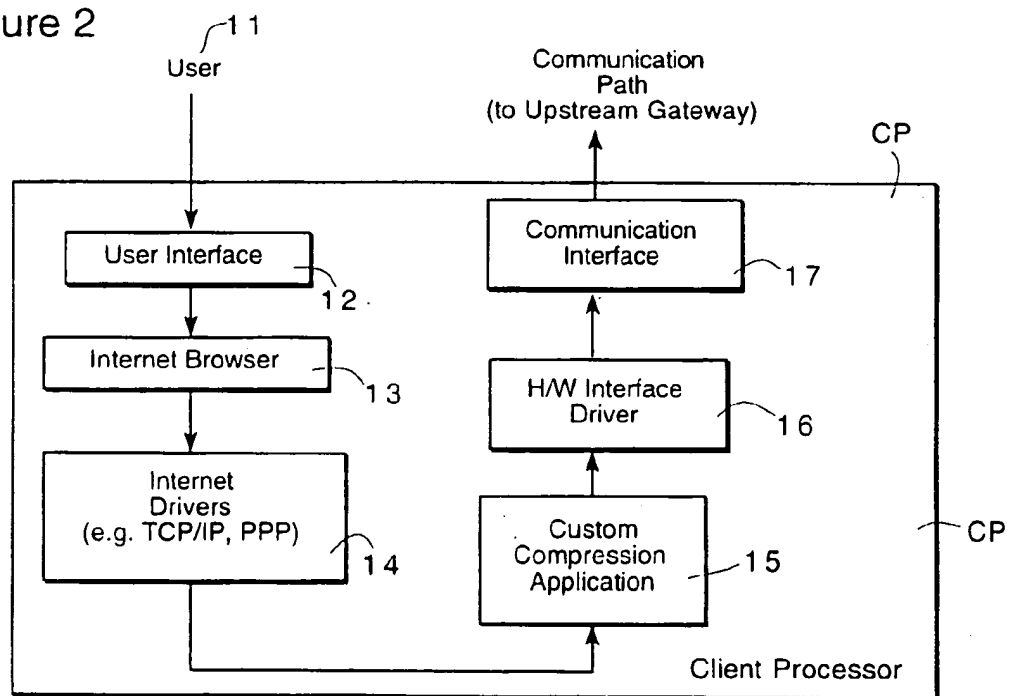 ure 2
11
User
Communication
Path
(to Upstream Gateway)
CP
User Interface
12
Internet Browser
13
Internet
Drivers
(e.g. TCP/IP, PPP)
14
Communication
Interface
17
H/W Interface
Driver
16
Custom
Compression
Application
15
CP
Client Processor